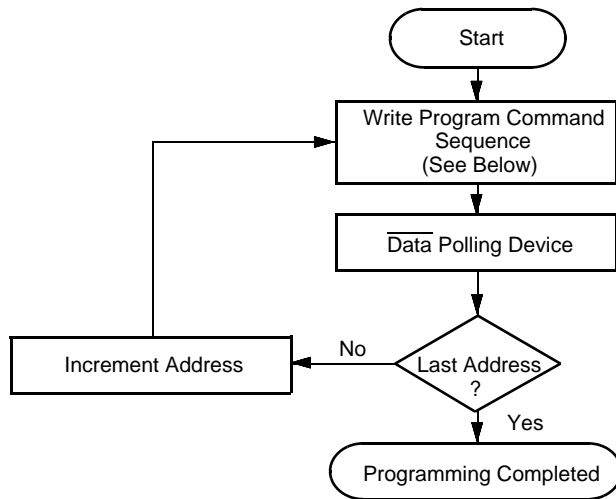 Start
Write Program Command
Sequence
(See Below)
Data Polling Device
Increment Address
No
Last Address
?
Yes
Programming Completed